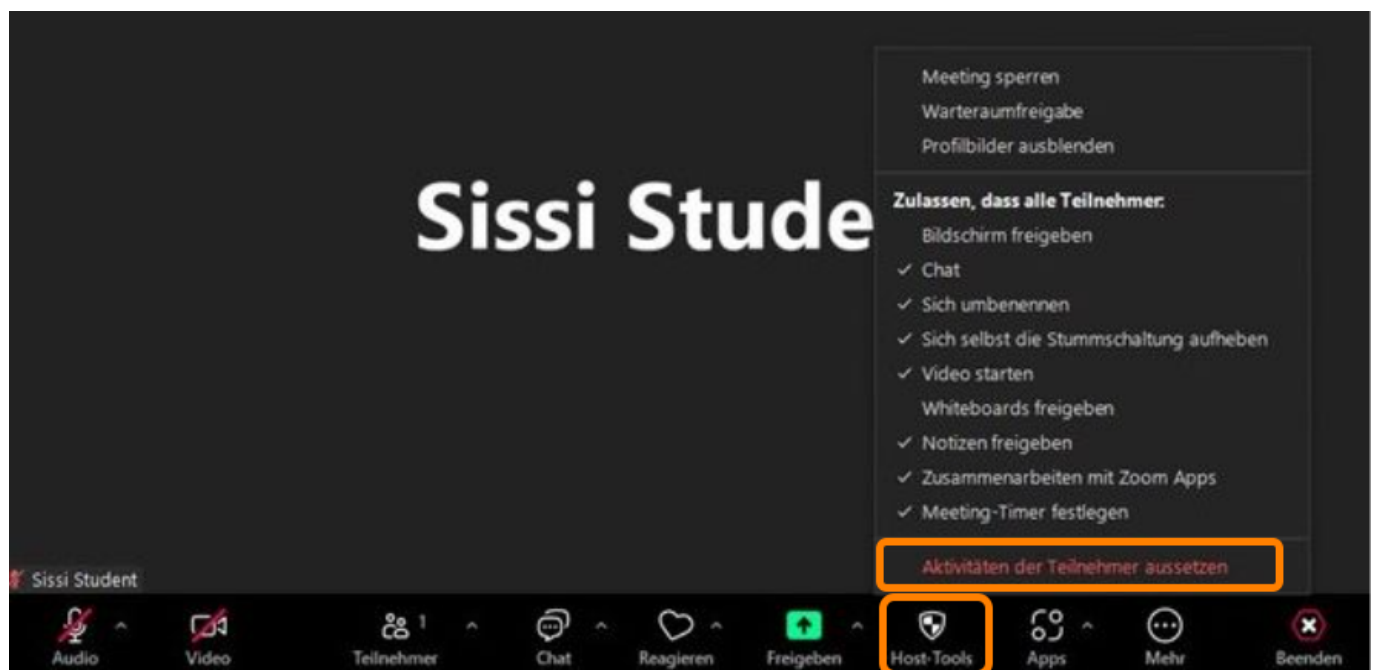 Meeting sperren
Warteraumfreigabe
Profilbilder ausblenden
Sissi Stude
Zulassen, dass alle Teilnehmer:
Bildschirm freigeben
✓ Chat
✓ Sich umbenennen
✓ Sich selbst die Stummschaltung aufheben
✓ Video starten
Whiteboards freigeben
✓ Notizen freigeben
✓ Zusammenarbeiten mit Zoom Apps
✓ Meeting-Timer festlegen
Aktivitäten der Teilnehmer aussetzen
Sissi Student
1
Audio Video Teilnehmer Chat Reagieren Freigeben Host-Tools Apps Mehr Beenden